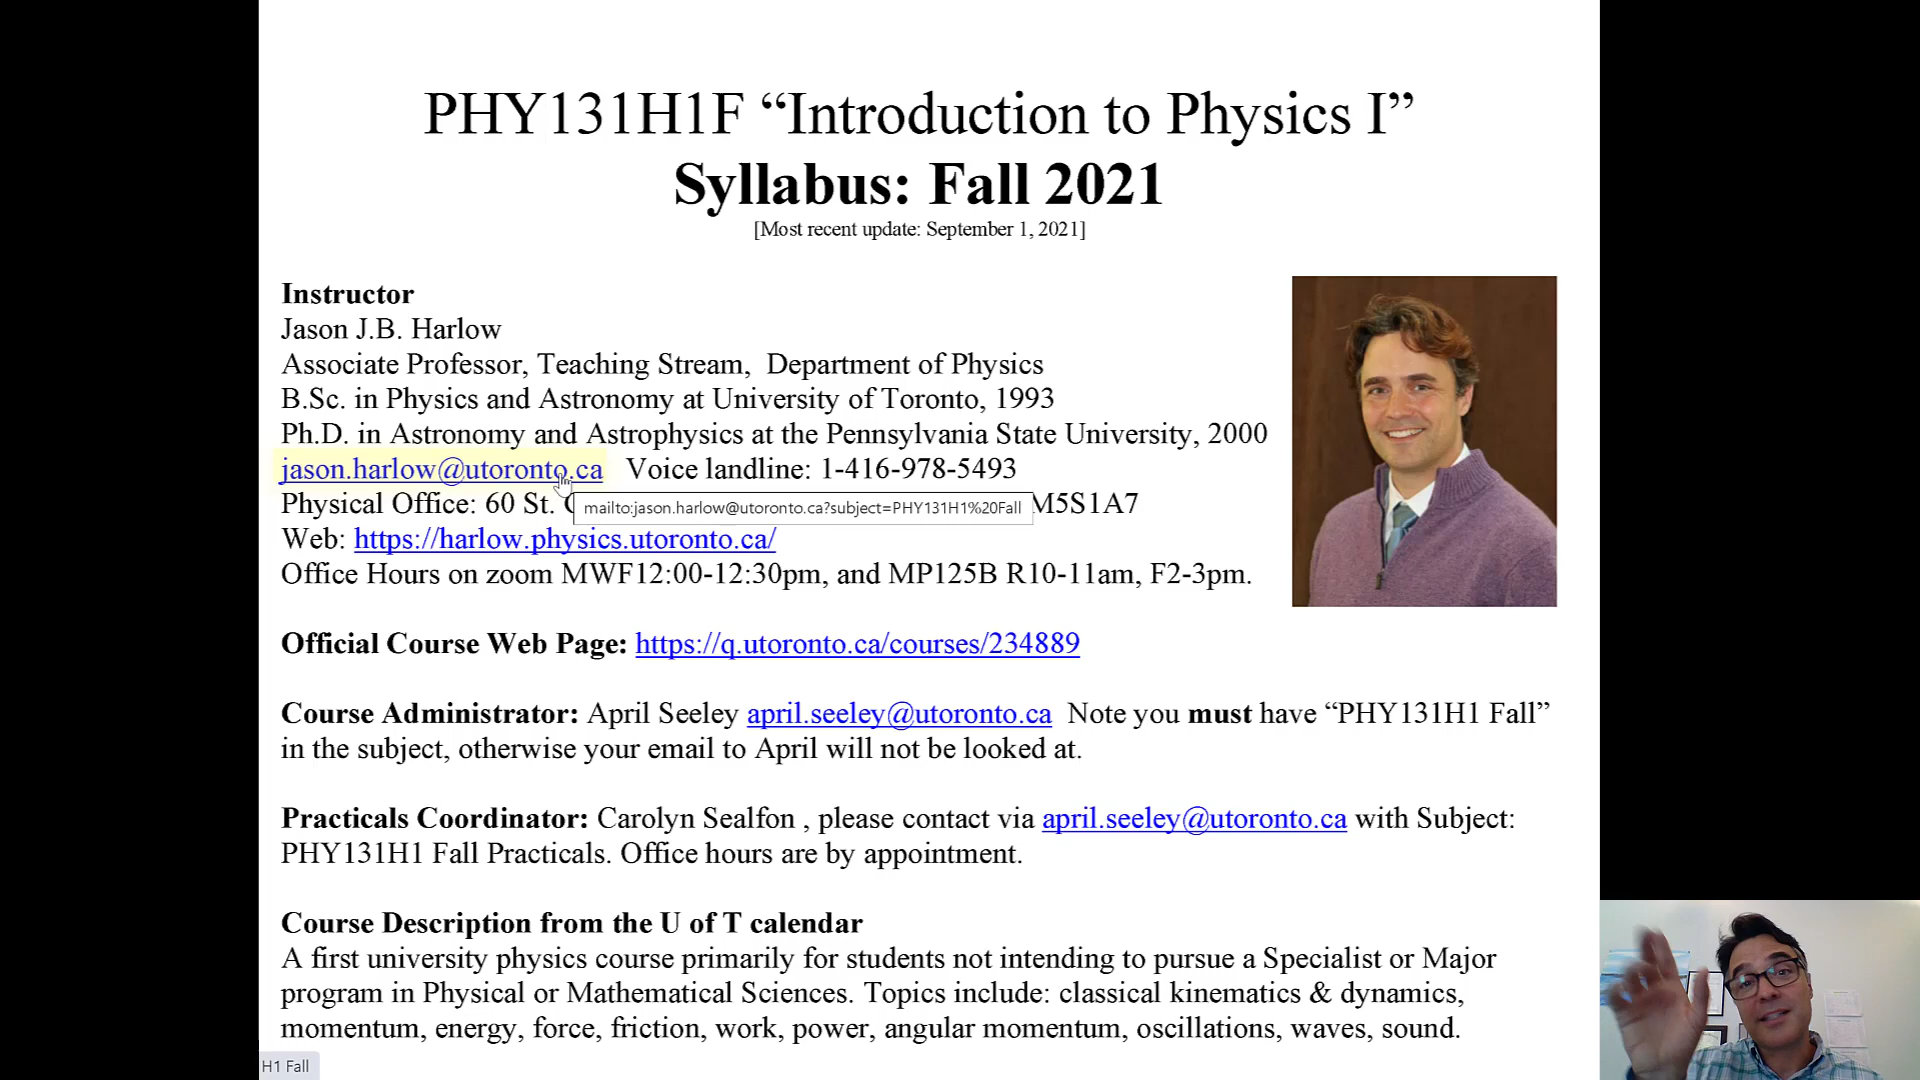 PHY131H1F “Introduction to Physics I”
Syllabus: Fall 2021
[Most recent update: September 1, 2021]
Instructor
Jason J.B. Harlow
Associate Professor, Teaching Stream,  Department of Physics
B.Sc. in Physics and Astronomy at University of Toronto, 1993
Ph.D. in Astronomy and Astrophysics at the Pennsylvania State University, 2000
jason.harlow@utoronto.ca   Voice landline: 1-416-978-5493
Physical Office: 60 St. M5S1A7
mailto:jason.harlow@utoronto.ca?subject=PHY131H1%20Fall
Web: https://harlow.physics.utoronto.ca/
Office Hours on zoom MWF12:00-12:30pm, and MP125B R10-11am, F2-3pm.
Official Course Web Page: https://q.utoronto.ca/courses/234889
Course Administrator: April Seeley april.seeley@utoronto.ca  Note you must have “PHY131H1 Fall”
in the subject, otherwise your email to April will not be looked at.
Practicals Coordinator: Carolyn Sealfon , please contact via april.seeley@utoronto.ca with Subject:
PHY131H1 Fall Practicals. Office hours are by appointment.
Course Description from the U of T calendar
A first university physics course primarily for students not intending to pursue a Specialist or Major
program in Physical or Mathematical Sciences. Topics include: classical kinematics & dynamics,
momentum, energy, force, friction, work, power, angular momentum, oscillations, waves, sound.
H1 Fall